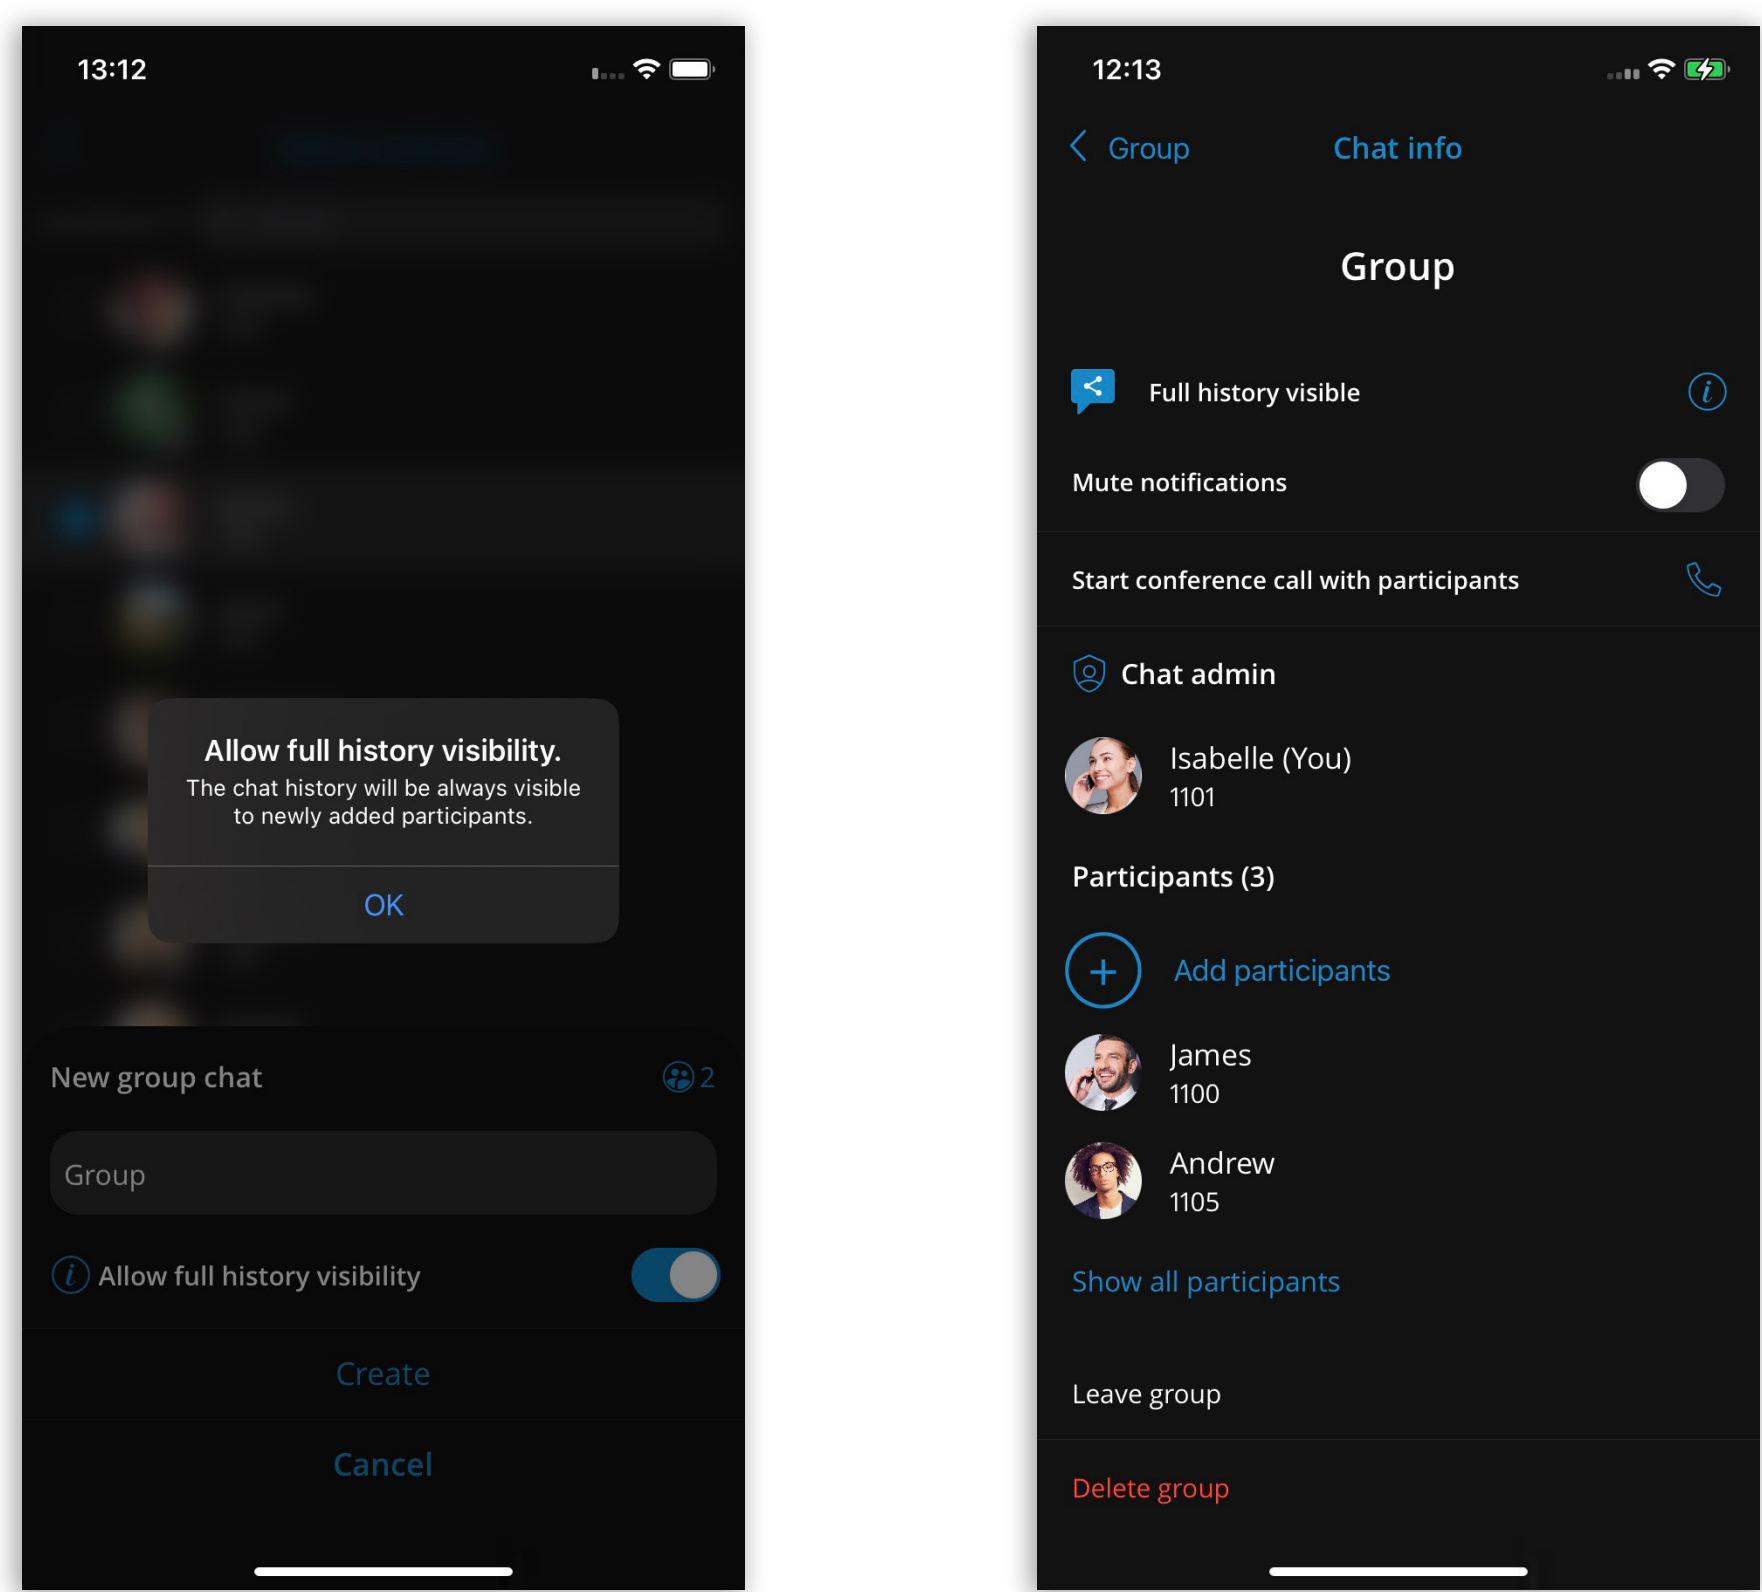 13:12
Allow full history visibility.
The chat history will be always visible
to newly added participants.
OK
New group chat
2
Group
Allow full history visibility
Create
Cancel
12:13
Group
Chat info
Group
Full history visible
Mute notifications
Start conference call with participants
Chat admin
Isabelle (You)
1101
Participants (3)
Add participants
James
1100
Andrew
1105
Show all participants
Leave group
Delete group